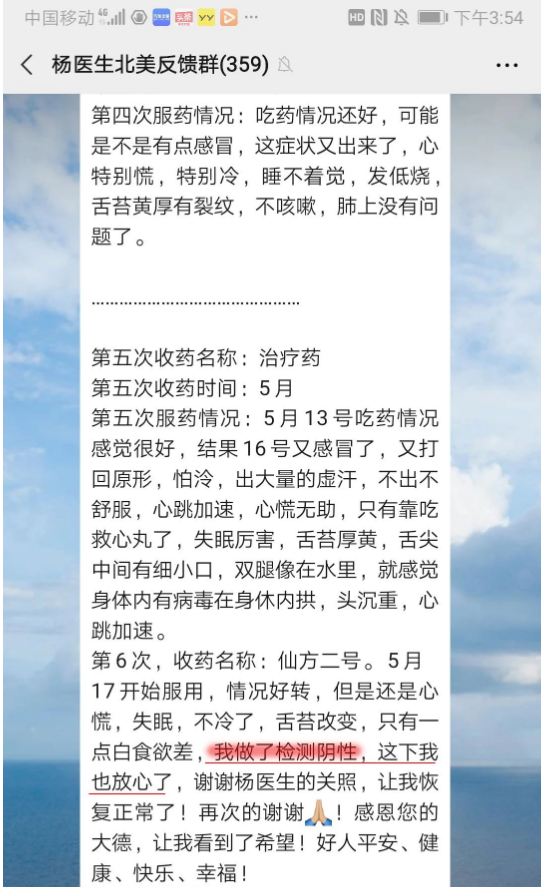 中国移动 4G HD 下午3:54
杨医生北美反馈群(359)
第四次服药情况：吃药情况还好，可能
是不是有点感冒，这症状又出来了，心
特别慌，特别冷，睡不着觉，发低烧，
舌苔黄厚有裂纹，不咳嗽，肺上没有问
题了。
………………………………………
第五次收药名称：治疗药
第五次收药时间：5月
第五次服药情况：5月13号吃药情况
感觉很好，结果16号又感冒了，又打
回原形，怕泠，出大量的虚汗，不出不
舒服，心跳加速，心慌无助，只有靠吃
救心丸了，失眠厉害，舌苔厚黄，舌尖
中间有细小口，双腿像在水里，就感觉
身体内有病毒在身休内拱，头沉重，心
跳加速。
第6次，收药名称：仙方二号。5月
17开始服用，情况好转，但是还是心
慌，失眠，不冷了，舌苔改变，只有一
点白食欲差，我做了检测阴性，这下我
也放心了，谢谢杨医生的关照，让我恢
复正常了！再次的谢谢🙏！感恩您的
大德，让我看到了希望！好人平安、健
康、快乐、幸福！